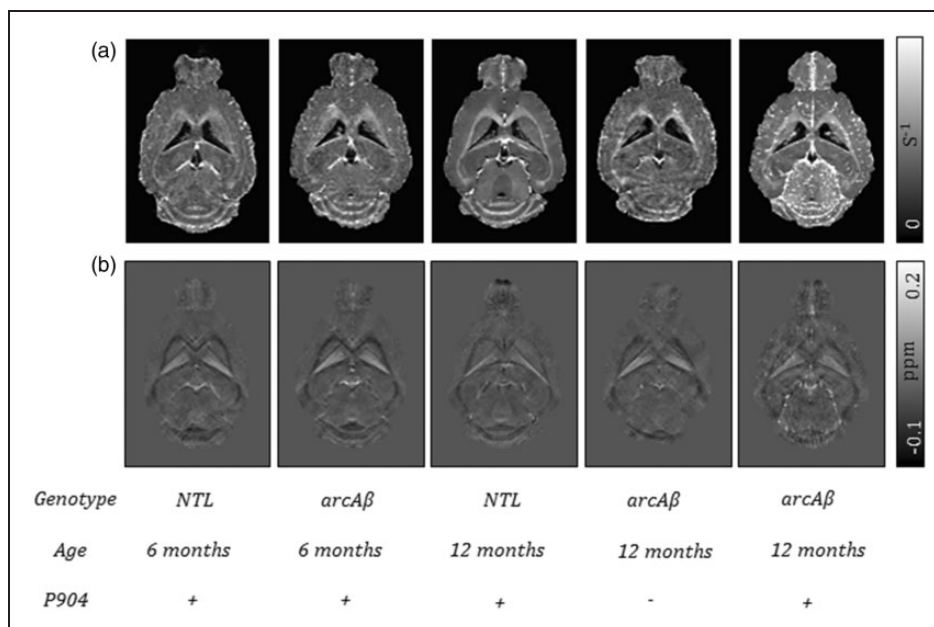 (a)
S⁻¹
0
(b)
0.2
ppm
-0.1
Genotype NTL arcAβ NTL arcAβ arcAβ
Age 6 months 6 months 12 months 12 months 12 months
P904 + + + - +